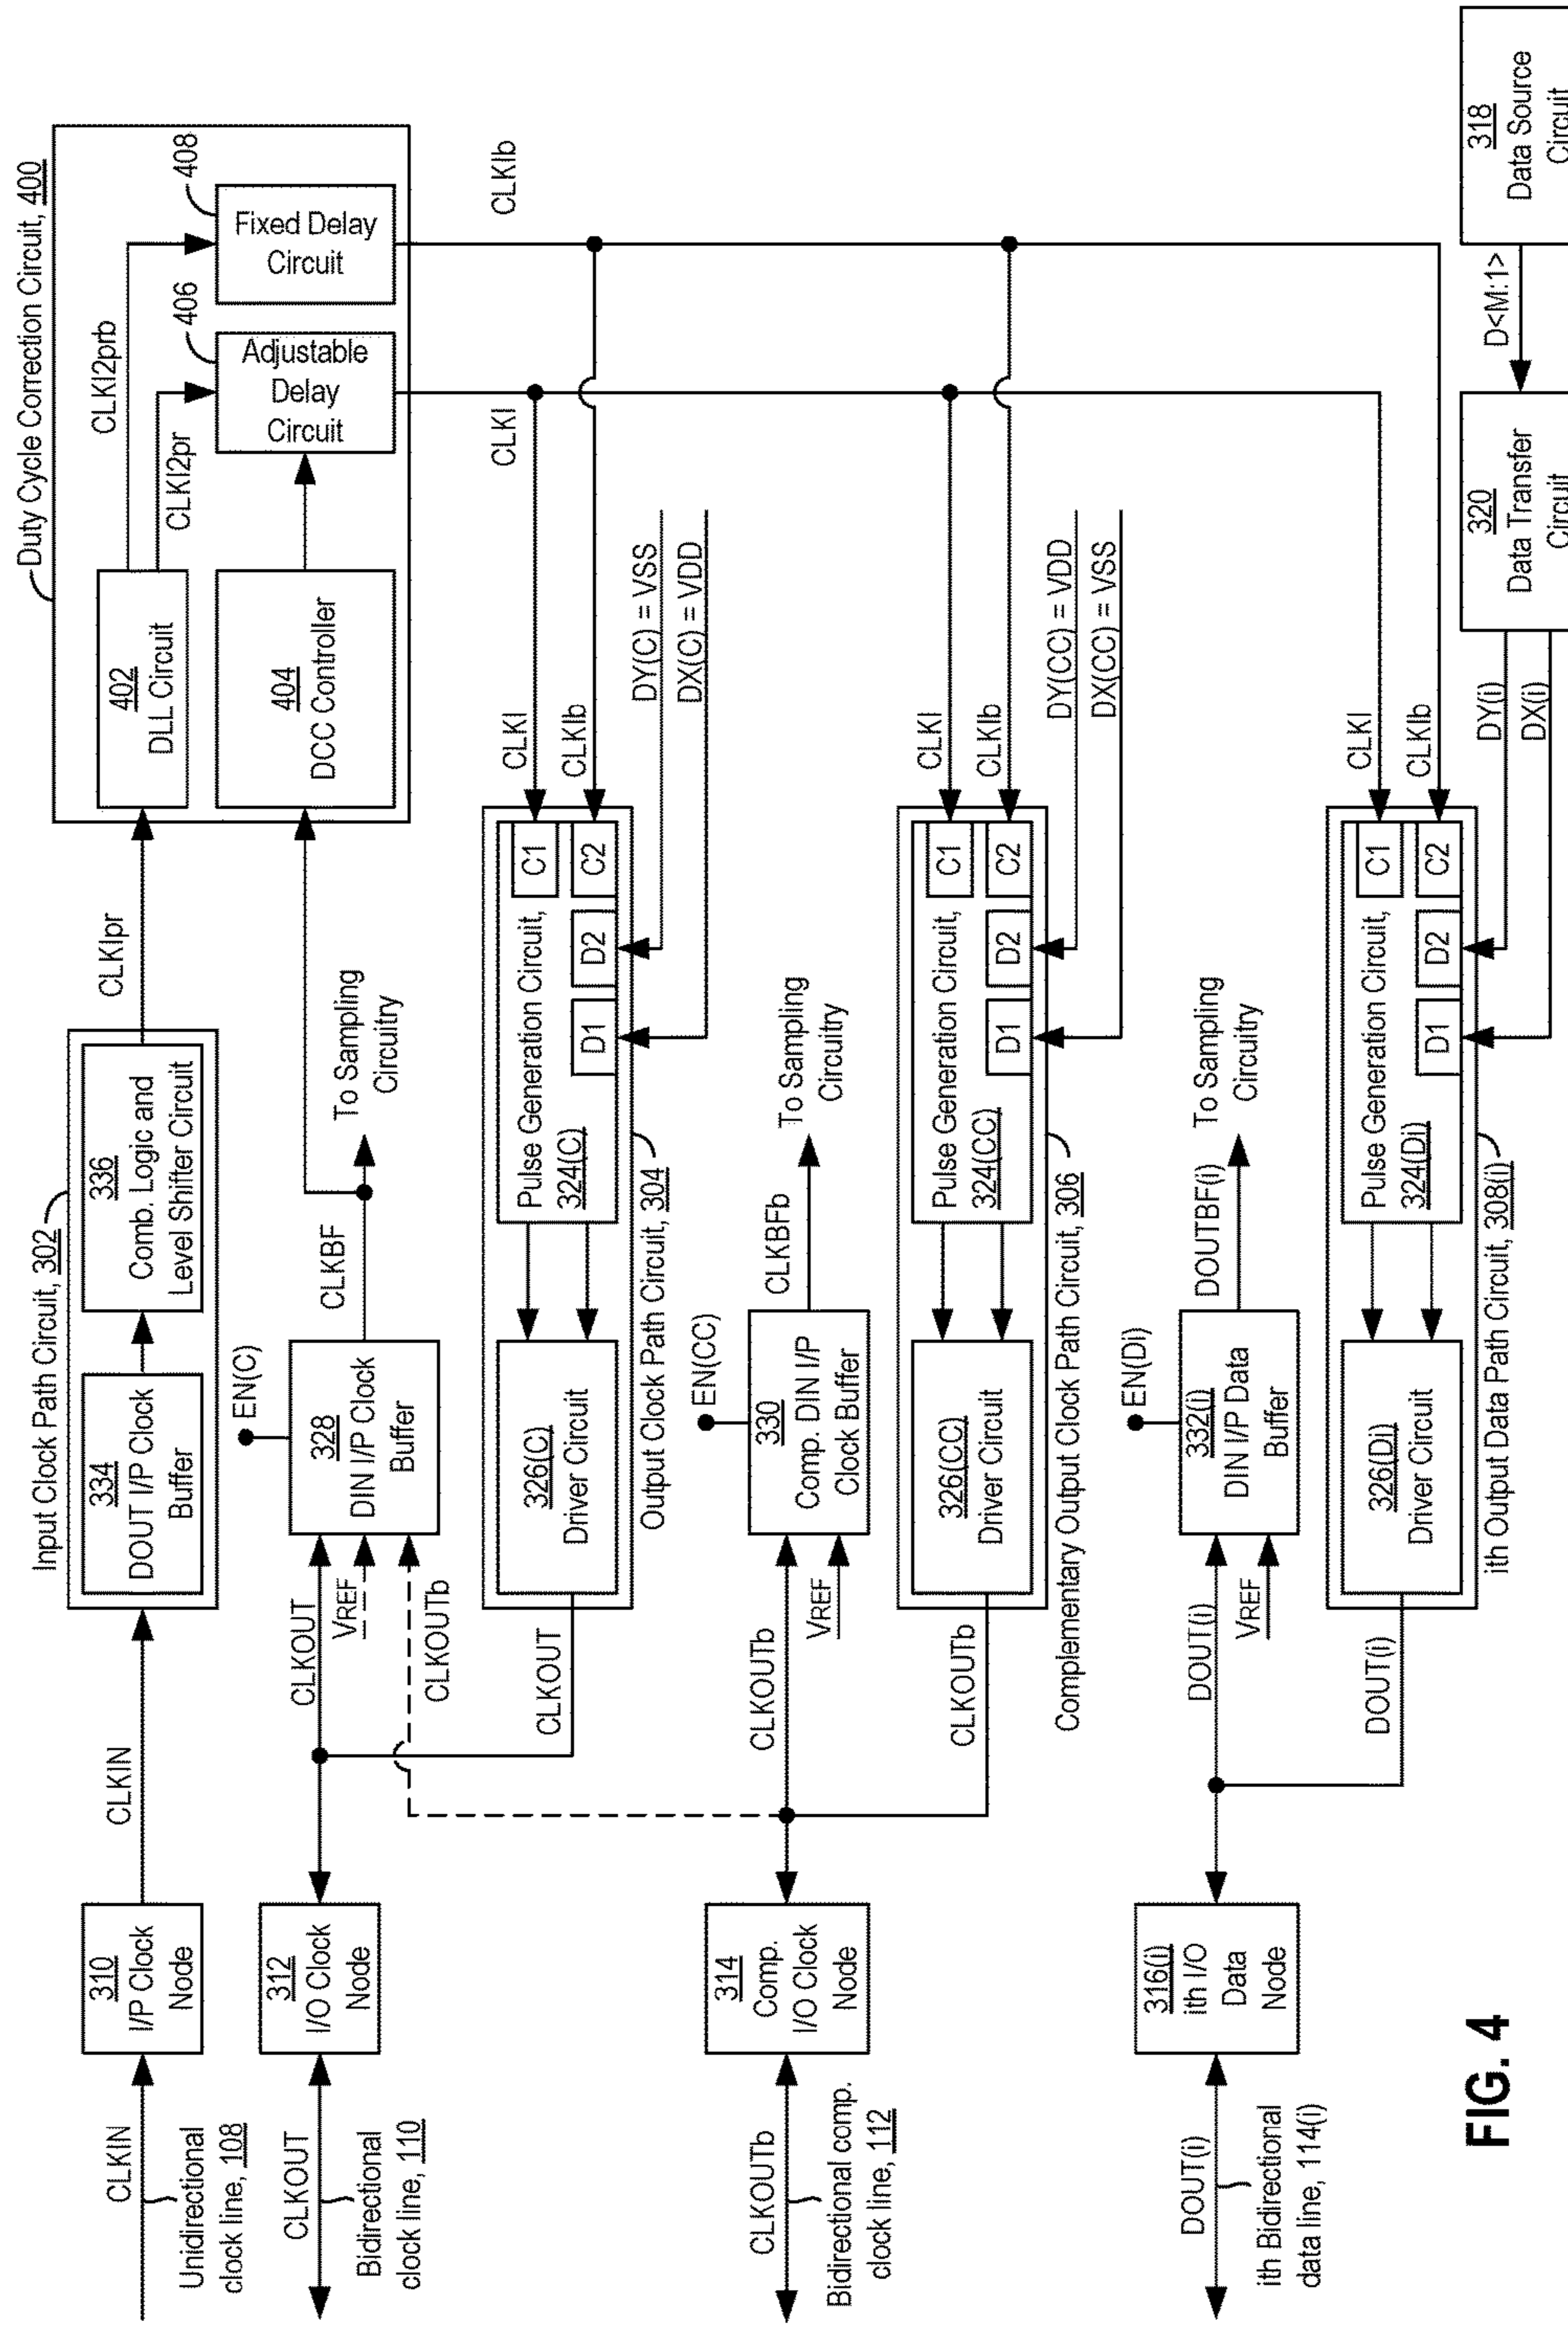 Duty Cycle Correction Circuit, 400
Input Clock Path Circuit, 302
CLKIN
Unidirectional
clock line, 108
310
I/P Clock
Node
CLKIN
334
DOUT I/P Clock
Buffer
336
Comb. Logic and
Level Shifter Circuit
CLKIpr
402
DLL Circuit
CLKI2prb
CLKI2pr
404
DCC Controller
406
Adjustable
Delay
Circuit
408
Fixed Delay
Circuit
CLKOUT
Bidirectional
clock line, 110
312
I/O Clock
Node
CLKOUT
VREF
CLKOUTb
EN(C)
328
DIN I/P Clock
Buffer
CLKBF
To Sampling
Circuitry
CLKI
CLKIb
CLKOUT
326(C)
Driver Circuit
Pulse Generation Circuit,
324(C)
C1
C2
D2
D1
CLKI
CLKIb
DY(C) = VSS
DX(C) = VDD
Output Clock Path Circuit, 304
CLKOUTb
Bidirectional comp.
clock line, 112
314
Comp.
I/O Clock
Node
CLKOUTb
VREF
EN(CC)
330
Comp. DIN I/P
Clock Buffer
CLKBFb
To Sampling
Circuitry
CLKOUTb
326(CC)
Driver Circuit
Pulse Generation Circuit,
324(CC)
C1
C2
D2
D1
CLKI
CLKIb
DY(CC) = VDD
DX(CC) = VSS
Complementary Output Clock Path Circuit, 306
DOUT(i)
ith Bidirectional
data line, 114(i)
316(i)
ith I/O
Data
Node
DOUT(i)
VREF
EN(Di)
332(i)
DIN I/P Data
Buffer
DOUTBF(i)
To Sampling
Circuitry
DOUT(i)
326(Di)
Driver Circuit
Pulse Generation Circuit,
324(Di)
C1
C2
D2
D1
CLKI
CLKIb
DY(i)
DX(i)
ith Output Data Path Circuit, 308(i)
320
Data Transfer
Circuit
D<M:1>
318
Data Source
Circuit
FIG. 4